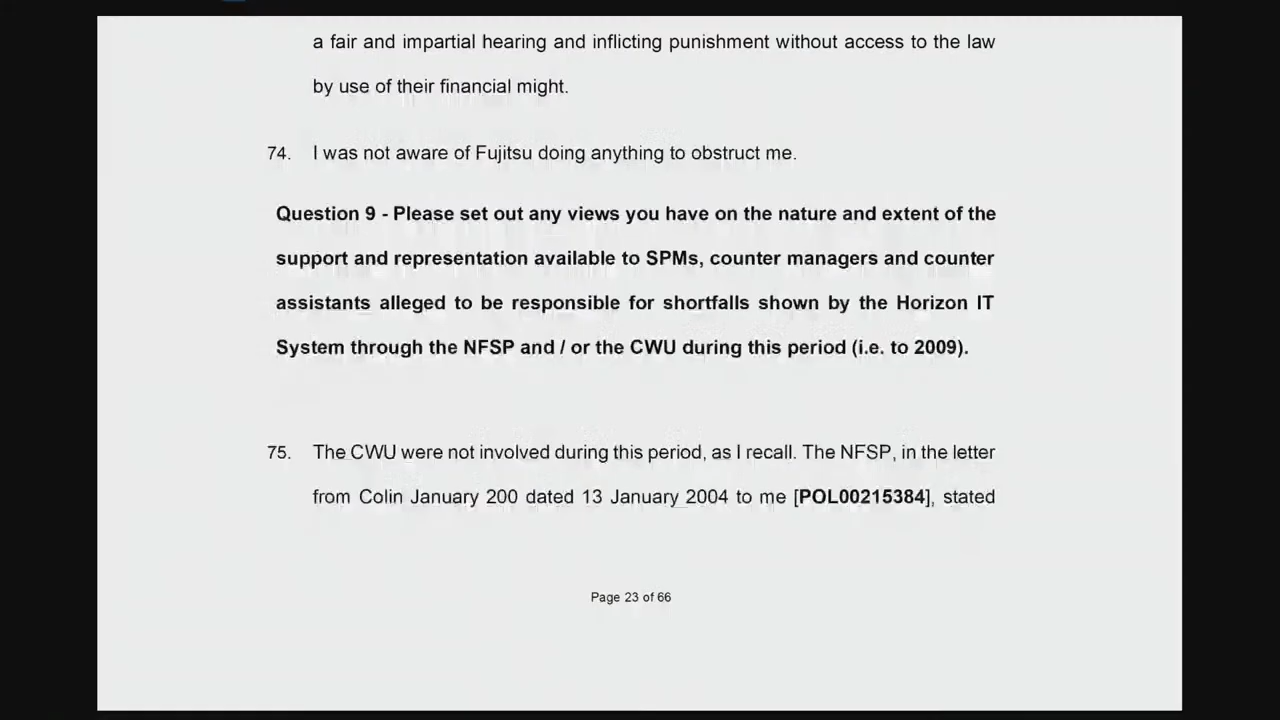 a fair and impartial hearing and inflicting punishment without access to the law
by use of their financial might.
74. I was not aware of Fujitsu doing anything to obstruct me.
Question 9 - Please set out any views you have on the nature and extent of the
support and representation available to SPMs, counter managers and counter
assistants alleged to be responsible for shortfalls shown by the Horizon IT
System through the NFSP and / or the CWU during this period (i.e. to 2009).
75. The CWU were not involved during this period, as I recall. The NFSP, in the letter
from Colin January 200 dated 13 January 2004 to me [POL00215384], stated
Page 23 of 66